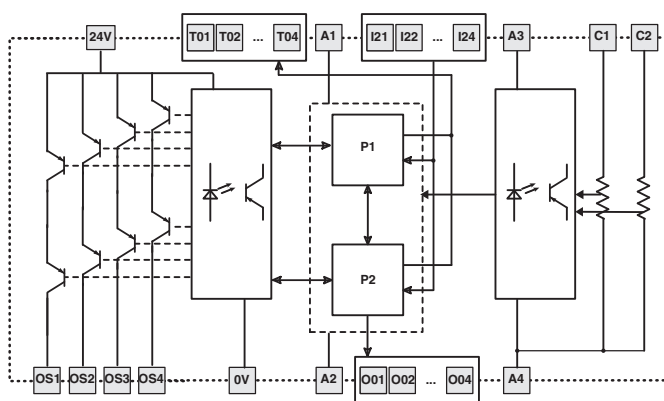 24V T01 T02 ... T04 A1 I21 I22 ... I24 A3 C1 C2
P1
P2
OS1 OS2 OS3 OS4 0V A2 O01 O02 ... O04 A4